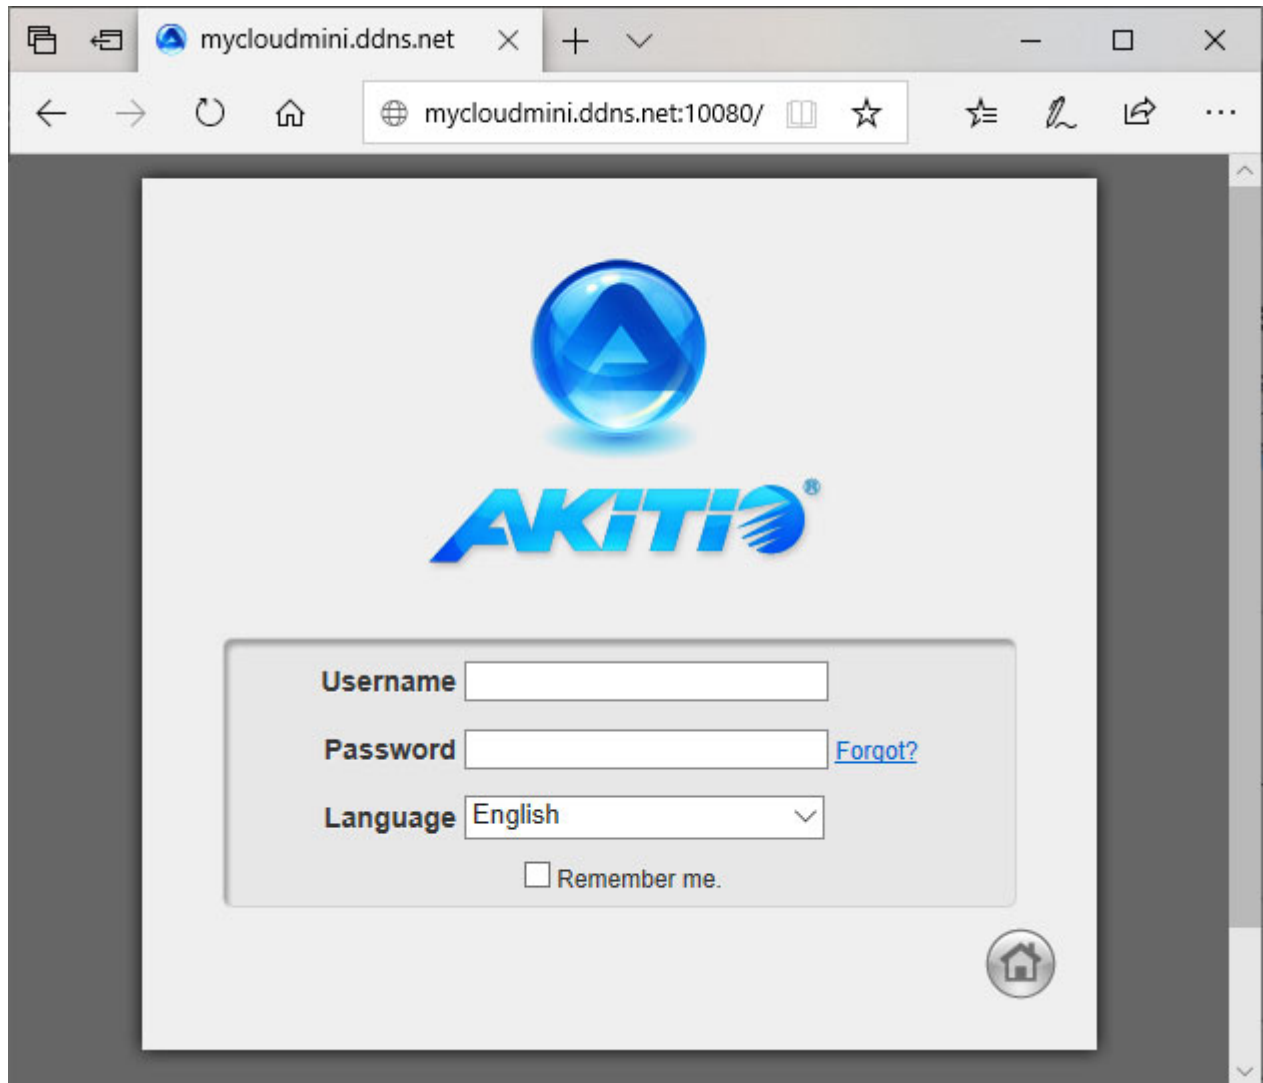 mycloudmini.ddns.net
mycloudmini.ddns.net:10080/
AKiTiO®
Username
Password Forgot?
Language English
Remember me.